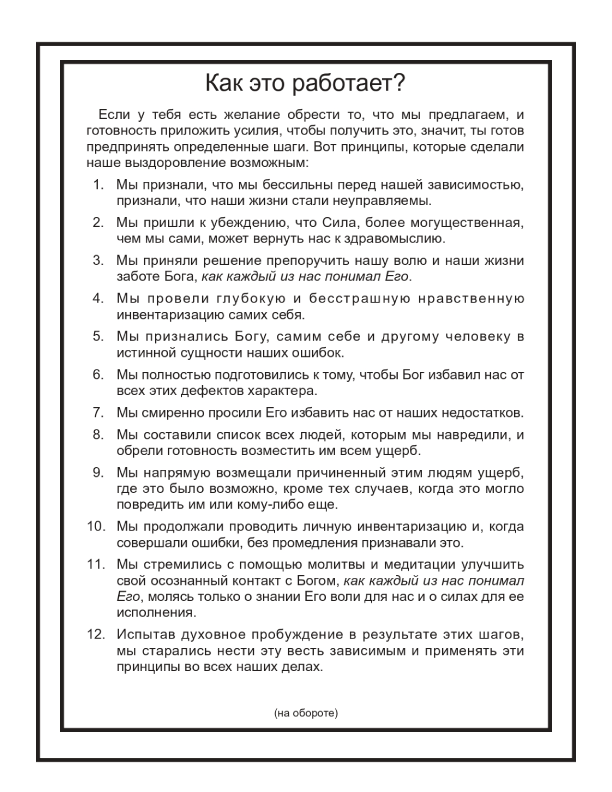 Как это работает?
Если у тебя есть желание обрести то, что мы предлагаем, и
готовность приложить усилия, чтобы получить это, значит, ты готов
предпринять определенные шаги. Вот принципы, которые сделали
наше выздоровление возможным:
1. Мы признали, что мы бессильны перед нашей зависимостью,
признали, что наши жизни стали неуправляемы.
2. Мы пришли к убеждению, что Сила, более могущественная,
чем мы сами, может вернуть нас к здравомыслию.
3. Мы приняли решение препоручить нашу волю и наши жизни
заботе Бога, как каждый из нас понимал Его.
4. Мы провели глубокую и бесстрашную нравственную
инвентаризацию самих себя.
5. Мы признались Богу, самим себе и другому человеку в
истинной сущности наших ошибок.
6. Мы полностью подготовились к тому, чтобы Бог избавил нас от
всех этих дефектов характера.
7. Мы смиренно просили Его избавить нас от наших недостатков.
8. Мы составили список всех людей, которым мы навредили, и
обрели готовность возместить им всем ущерб.
9. Мы напрямую возмещали причиненный этим людям ущерб,
где это было возможно, кроме тех случаев, когда это могло
повредить им или кому-либо еще.
10. Мы продолжали проводить личную инвентаризацию и, когда
совершали ошибки, без промедления признавали это.
11. Мы стремились с помощью молитвы и медитации улучшить
свой осознанный контакт с Богом, как каждый из нас понимал
Его, молясь только о знании Его воли для нас и о силах для ее
исполнения.
12. Испытав духовное пробуждение в результате этих шагов,
мы старались нести эту весть зависимым и применять эти
принципы во всех наших делах.
(на обороте)